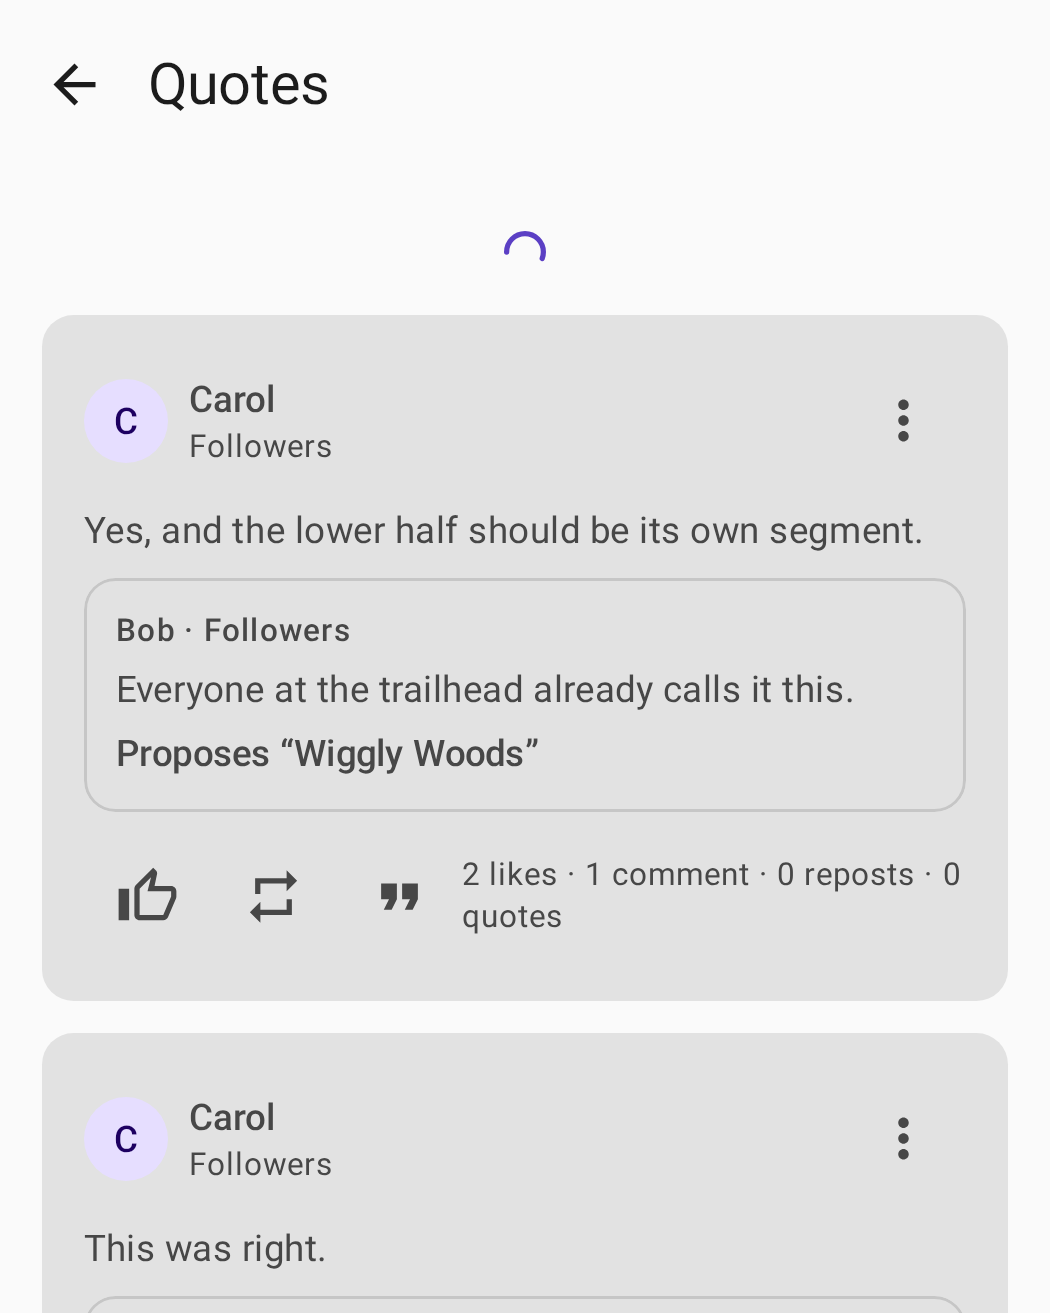 Quotes
C
Carol
Followers
Yes, and the lower half should be its own segment.
Bob · Followers
Everyone at the trailhead already calls it this.
Proposes “Wiggly Woods”
2 likes · 1 comment · 0 reposts · 0
quotes
C
Carol
Followers
This was right.